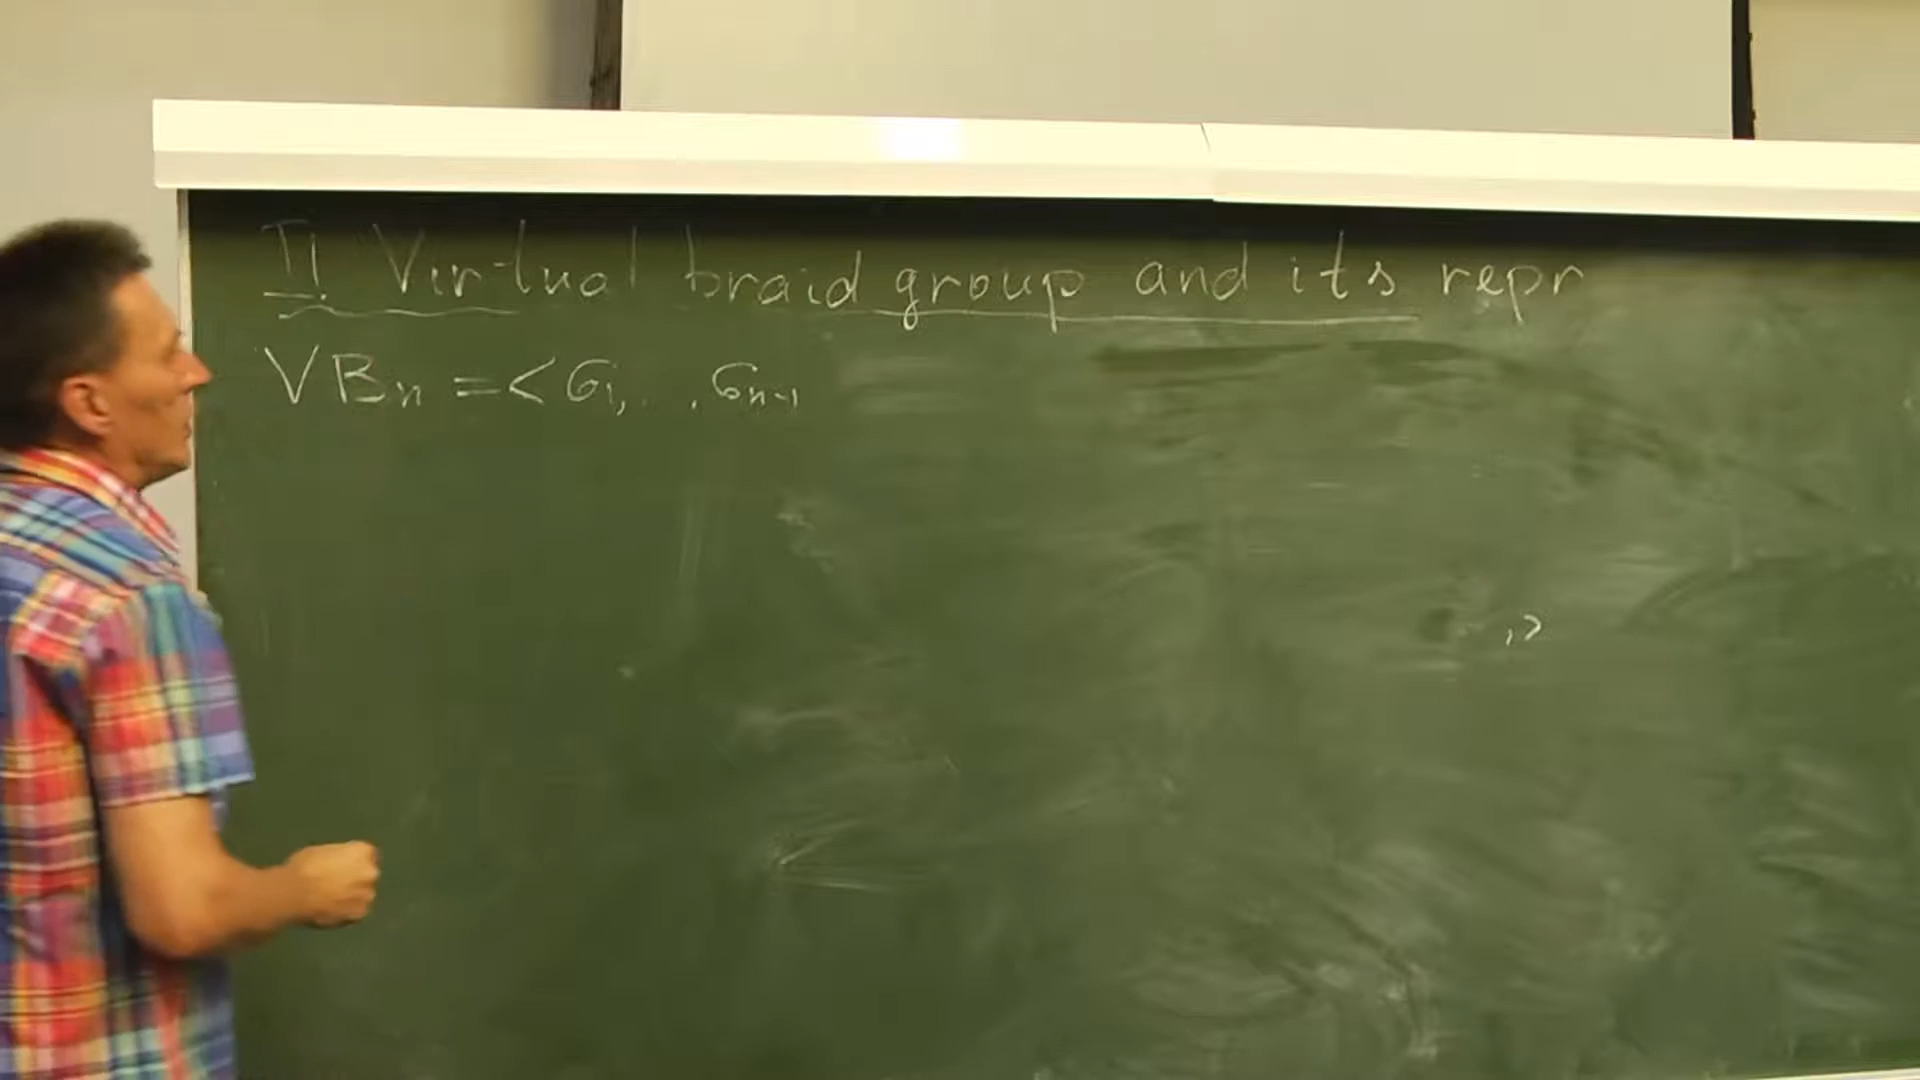 II. Virtual braid group and its repr
VBn = < σ1, . . , σn-1
,>